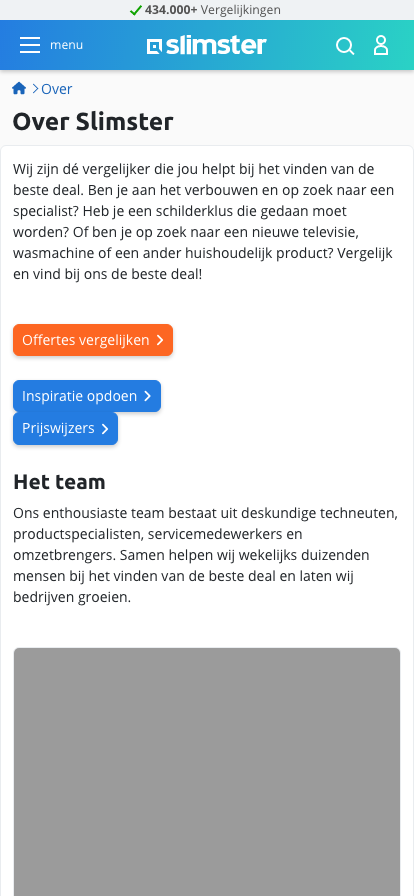 434.000+ Vergelijkingen
menu
slimster
Over
Over Slimster
Wij zijn dé vergelijker die jou helpt bij het vinden van de
beste deal. Ben je aan het verbouwen en op zoek naar een
specialist? Heb je een schilderklus die gedaan moet
worden? Of ben je op zoek naar een nieuwe televisie,
wasmachine of een ander huishoudelijk product? Vergelijk
en vind bij ons de beste deal!
Offertes vergelijken
Inspiratie opdoen
Prijswijzers
Het team
Ons enthousiaste team bestaat uit deskundige techneuten,
productspecialisten, servicemedewerkers en
omzetbrengers. Samen helpen wij wekelijks duizenden
mensen bij het vinden van de beste deal en laten wij
bedrijven groeien.